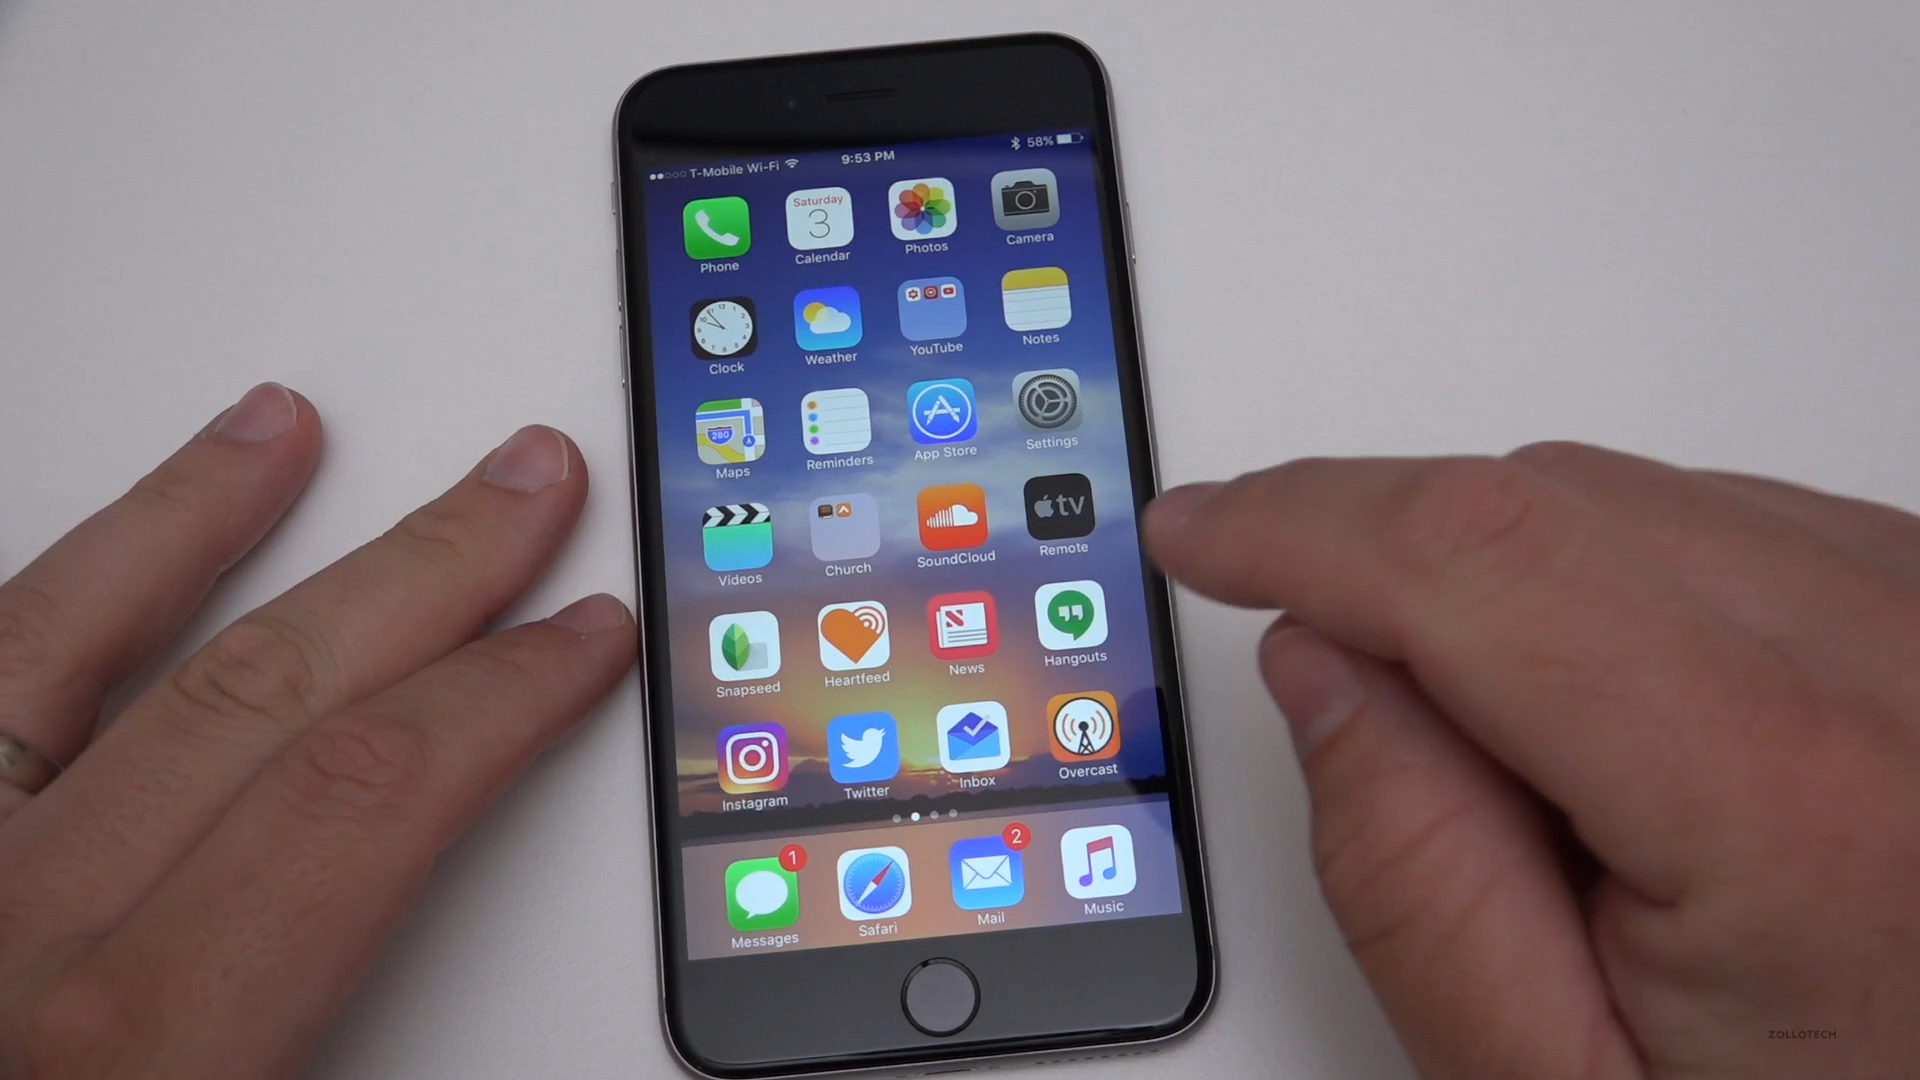 T-Mobile Wi-Fi 9:53 PM 58%
Saturday
3
Phone Calendar Photos Camera
Clock Weather YouTube Notes
280
Maps Reminders App Store Settings
tv
Videos Church SoundCloud Remote
Snapseed Heartfeed News Hangouts
Instagram Twitter Inbox Overcast
1 2
Messages Safari Mail Music
ZOLLOTECH